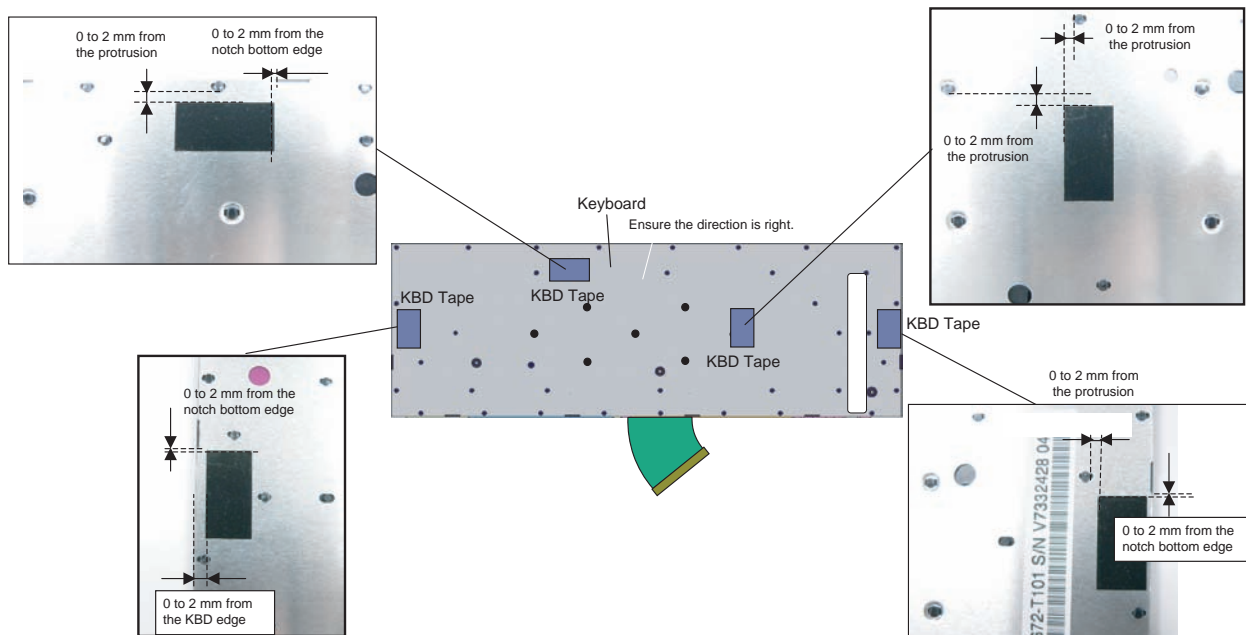 0 to 2 mm from
the protrusion
0 to 2 mm from the
notch bottom edge
0 to 2 mm from
the protrusion
0 to 2 mm from
the protrusion
Keyboard
Ensure the direction is right.
KBD Tape
KBD Tape
KBD Tape
KBD Tape
0 to 2 mm from the
notch bottom edge
0 to 2 mm from
the KBD edge
0 to 2 mm from
the protrusion
0 to 2 mm from the
notch bottom edge
672-T101 S/N V7332428 04